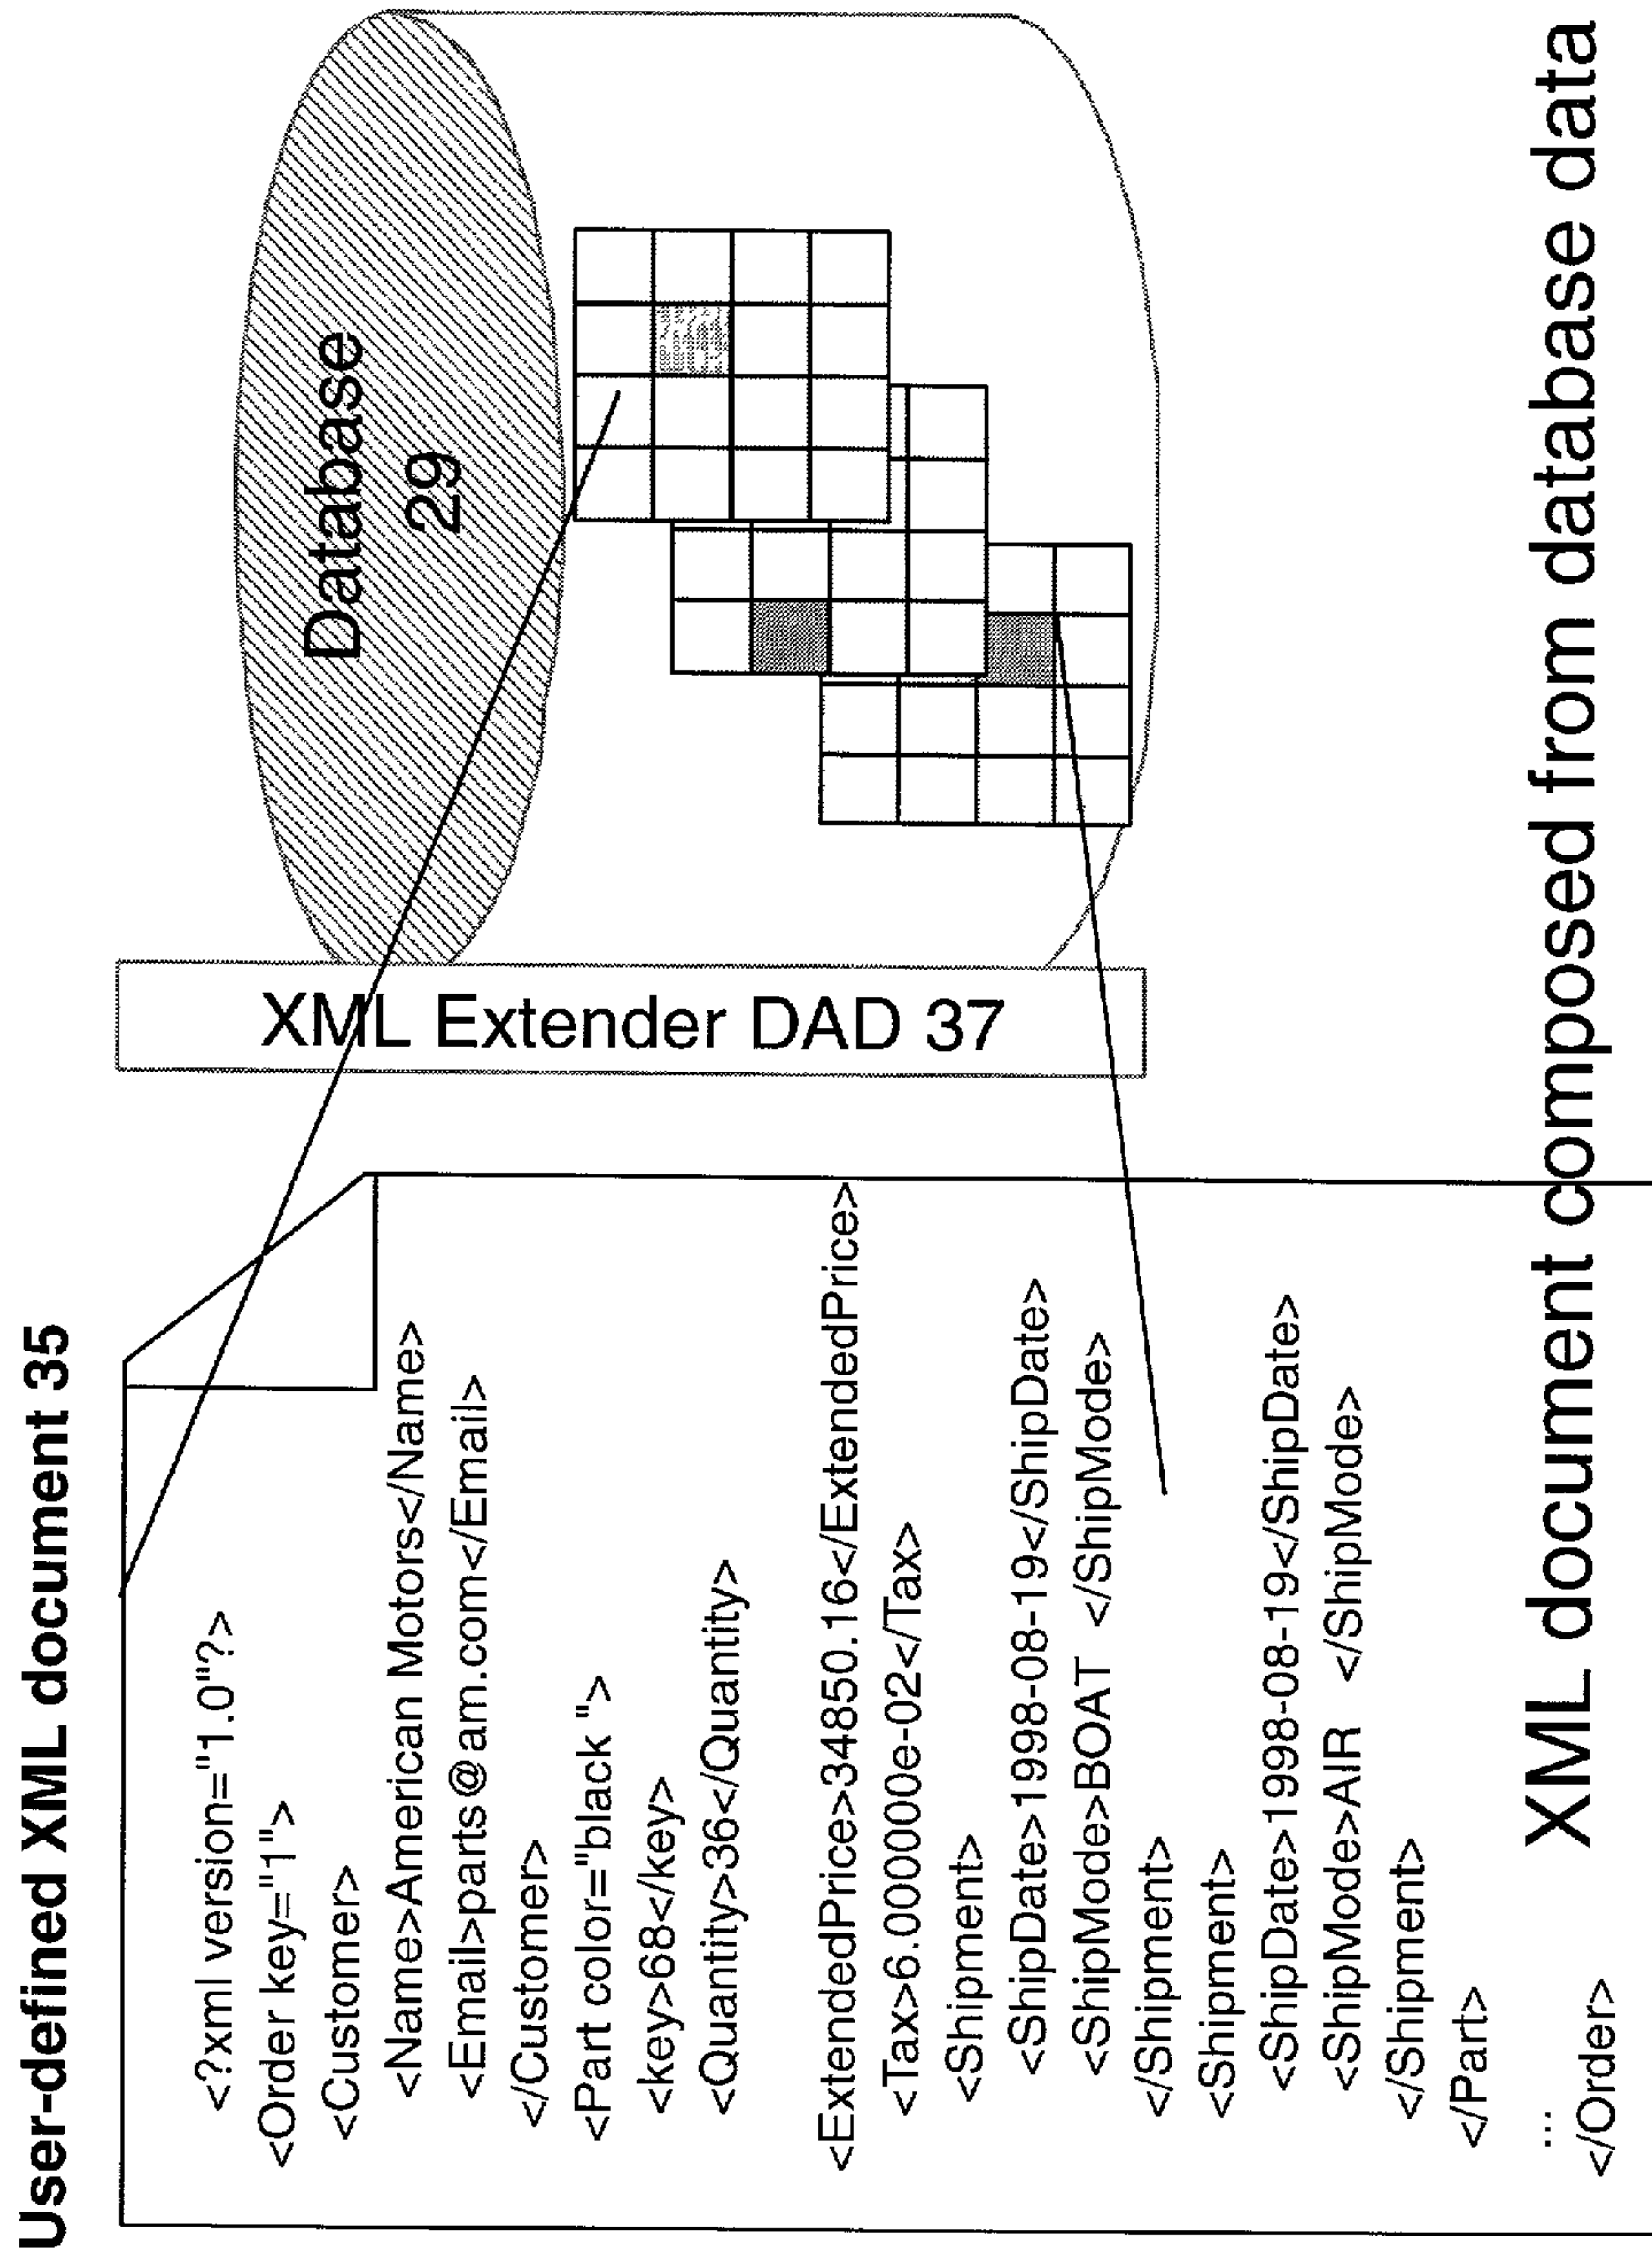 User-defined XML document 35
<?xml version="1.0"?>
<Order key="1">
<Customer>
<Name>American Motors</Name>
<Email>parts@am.com</Email>
</Customer>
<Part color="black ">
<key>68</key>
<Quantity>36</Quantity>
<ExtendedPrice>34850.16</ExtendedPrice>
<Tax>6.000000e-02</Tax>
<Shipment>
<ShipDate>1998-08-19</ShipDate>
<ShipMode>BOAT </ShipMode>
</Shipment>
<Shipment>
<ShipDate>1998-08-19</ShipDate>
<ShipMode>AIR </ShipMode>
</Shipment>
</Part>
...
</Order>
XML Extender DAD 37
Database
29
XML document composed from database data